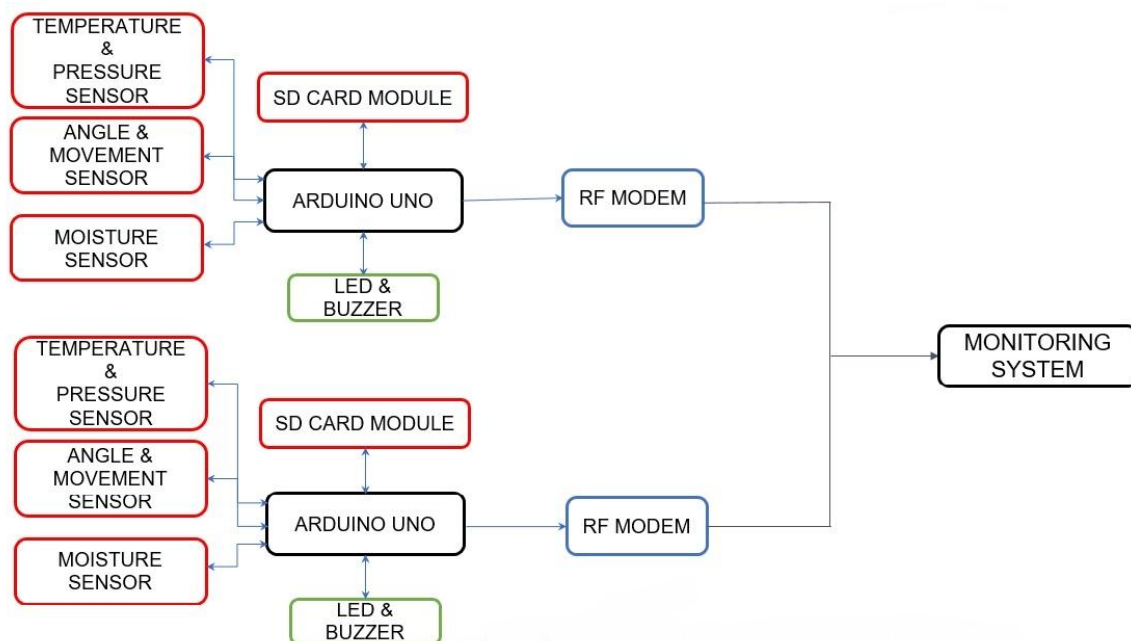 TEMPERATURE
&
PRESSURE
SENSOR
SD CARD MODULE
ANGLE &
MOVEMENT
SENSOR
ARDUINO UNO
RF MODEM
MOISTURE
SENSOR
LED &
BUZZER
MONITORING
SYSTEM
TEMPERATURE
&
PRESSURE
SENSOR
SD CARD MODULE
ANGLE &
MOVEMENT
SENSOR
ARDUINO UNO
RF MODEM
MOISTURE
SENSOR
LED &
BUZZER